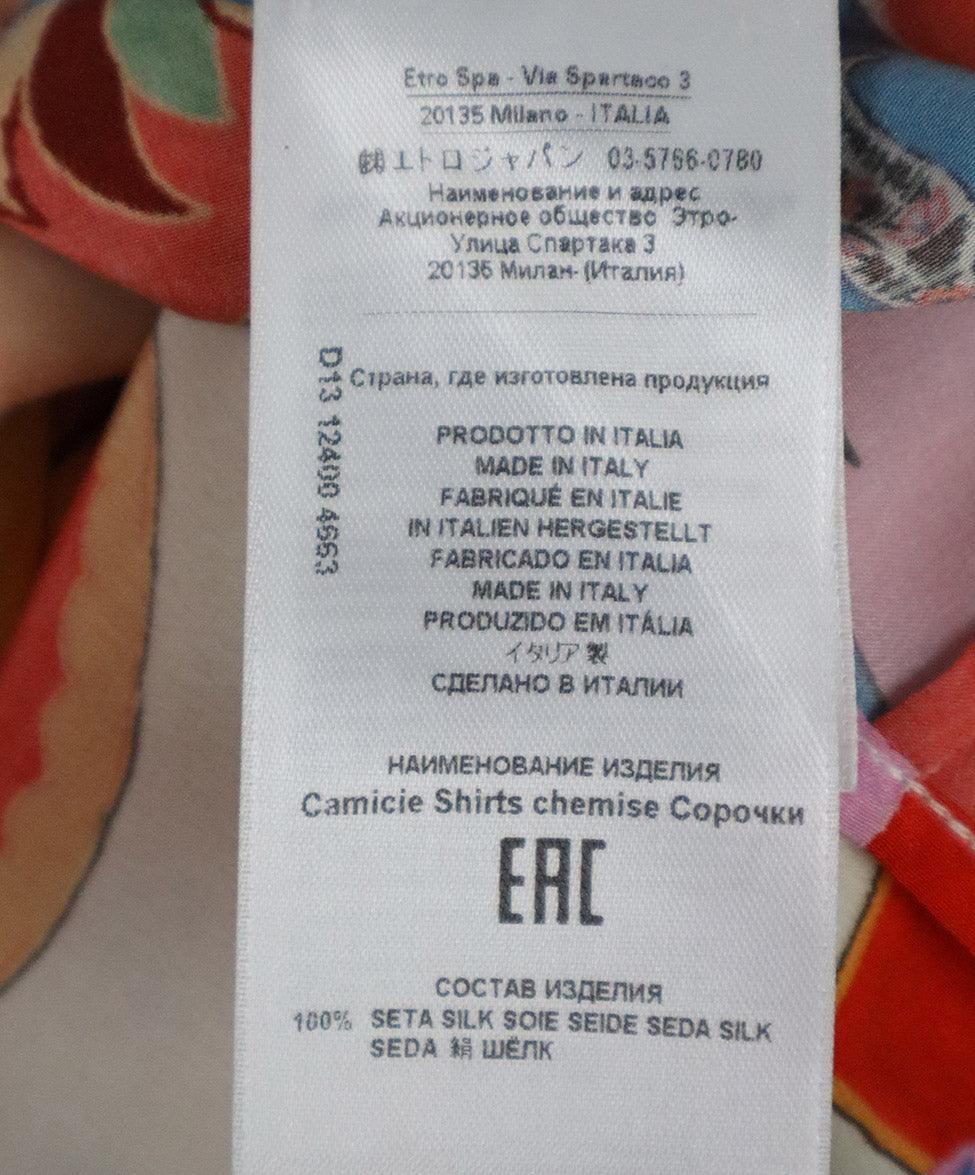 Etro Spa - Via Spartaco 3
20135 Milano - ITALIA
㈱エトロジャパン 03-5766-0780
Наименование и адрес
Акционерное общество Этро-
Улица Спартака 3
20135 Милан- (Италия)
D13 12400 4663
Страна, где изготовлена продукция
PRODOTTO IN ITALIA
MADE IN ITALY
FABRIQUÉ EN ITALIE
IN ITALIEN HERGESTELLT
FABRICADO EN ITALIA
MADE IN ITALY
PRODUZIDO EM ITÁLIA
イタリア製
СДЕЛАНО В ИТАЛИИ
НАИМЕНОВАНИЕ ИЗДЕЛИЯ
Camicie Shirts chemise Сорочки
EAC
СОСТАВ ИЗДЕЛИЯ
100% SETA SILK SOIE SEIDE SEDA SILK
SEDA 絹 ШЁЛК